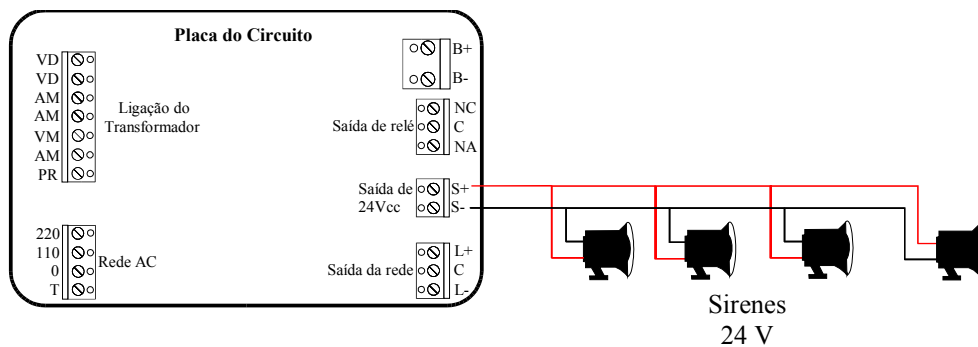 Placa do Circuito
VD
VD
AM
AM
VM
AM
PR
Ligação do
Transformador
B+
B-
Saída de relé
NC
C
NA
Saída de
24Vcc
S+
S-
220
110
0
T
Rede AC
Saída da rede
L+
C
L-
Sirenes
24 V